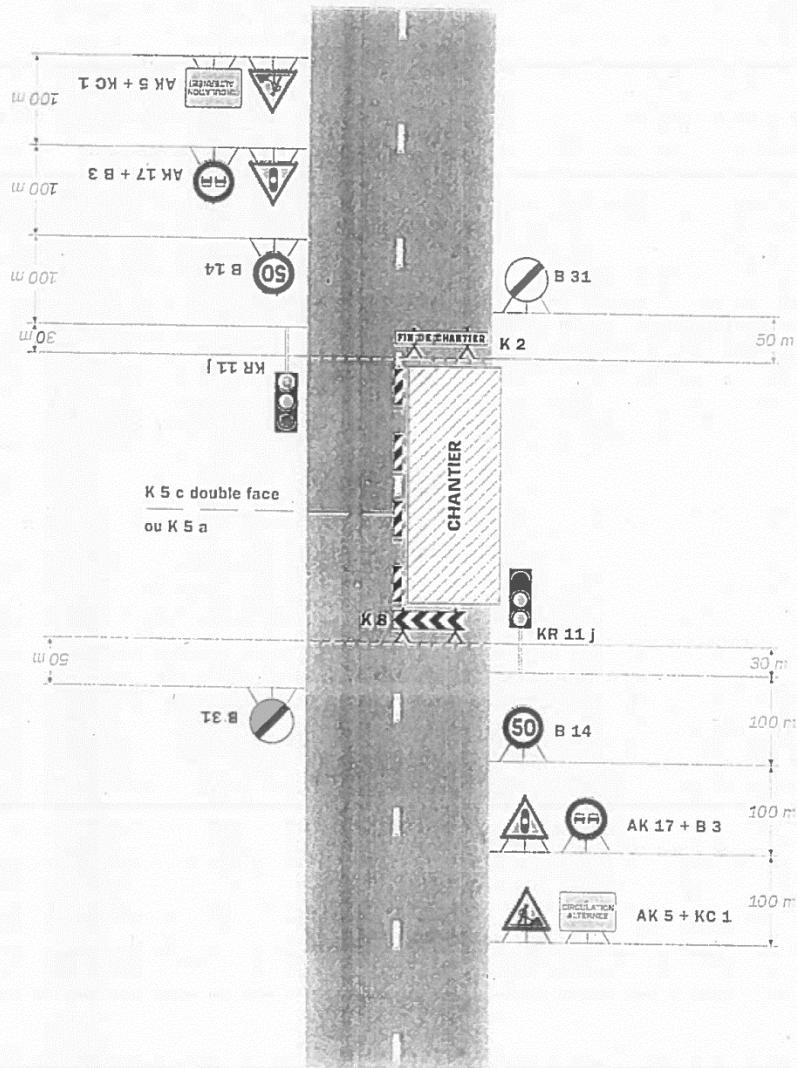 AK 5 + KC 1
CIRCULATION
ALTERNEE
100 m
AK 17 + B 3
100 m
B 14
50
100 m
B 31
30 m
FIN DE CHANTIER
K 2
50 m
KR 11 j
CHANTIER
K 5 c double face
ou K 5 a
K 8
KR 11 j
50 m
30 m
B 31
50
B 14
100 m
AK 17 + B 3
100 m
CIRCULATION
ALTERNEE
AK 5 + KC 1
100 m